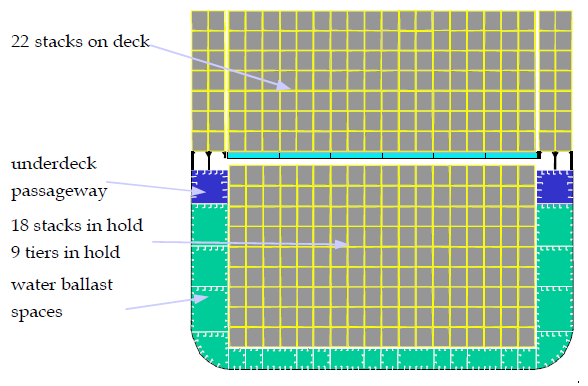 22 stacks on deck
underdeck
passageway
18 stacks in hold
9 tiers in hold
water ballast
spaces